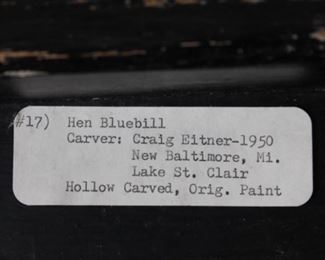 #17) Hen Bluebill
Carver: Craig Eitner-1950
New Baltimore, Mi.
Lake St. Clair
Hollow Carved, Orig. Paint